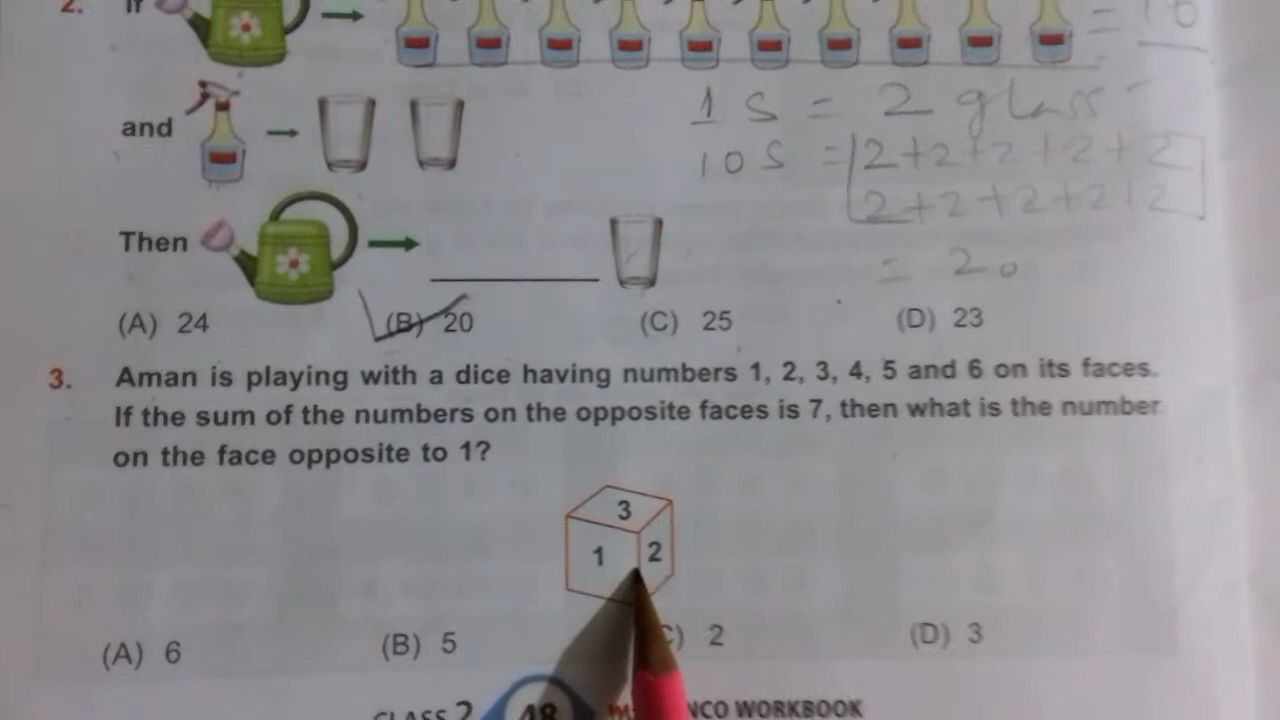 2. If
= 10
and
1 S = 2 glass
10 S = 2+2+2+2+2
2+2+2+2+2
Then
= 20
(A) 24 (B) 20 (C) 25 (D) 23
3. Aman is playing with a dice having numbers 1, 2, 3, 4, 5 and 6 on its faces.
If the sum of the numbers on the opposite faces is 7, then what is the number
on the face opposite to 1?
3
1 2
(A) 6 (B) 5 C) 2 (D) 3
CLASS 2 48 NCO WORKBOOK